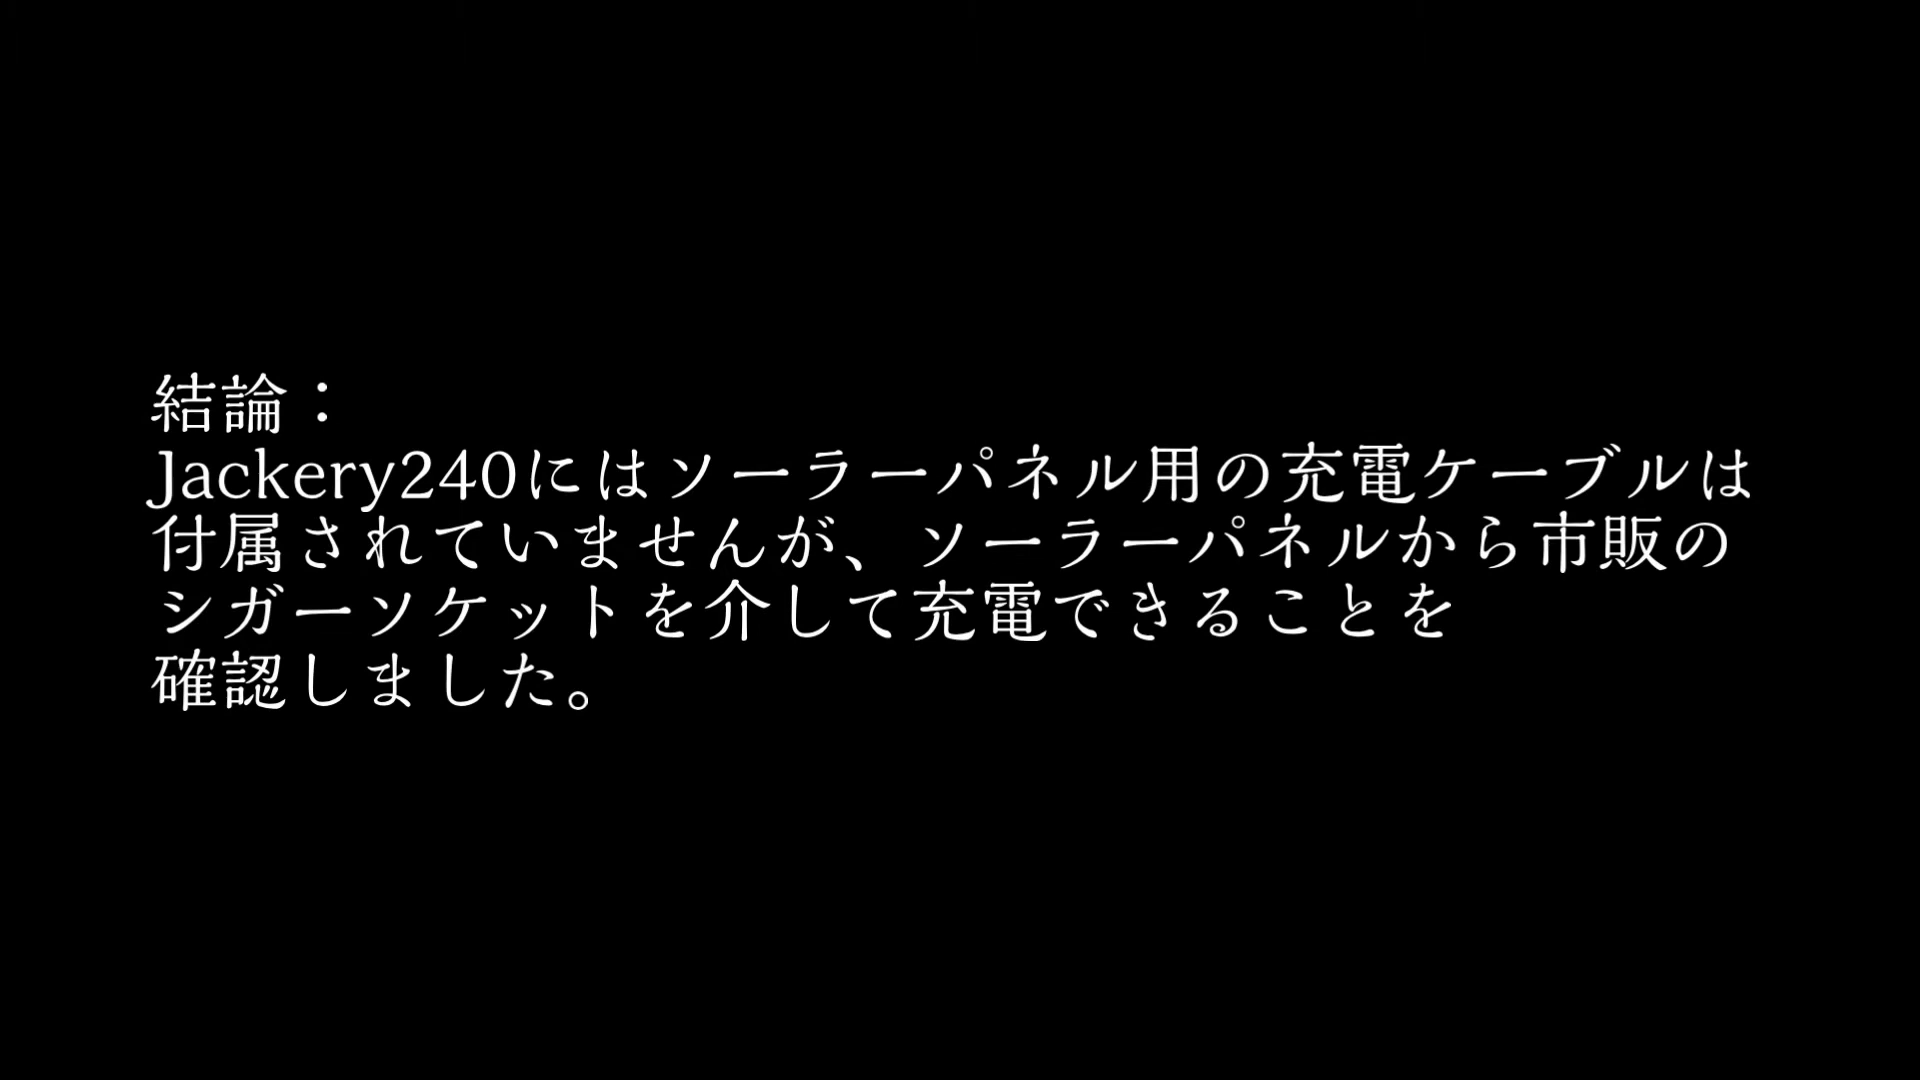 結論：
Jackery240にはソーラーパネル用の充電ケーブルは
付属されていませんが、ソーラーパネルから市販の
シガーソケットを介して充電できることを
確認しました。